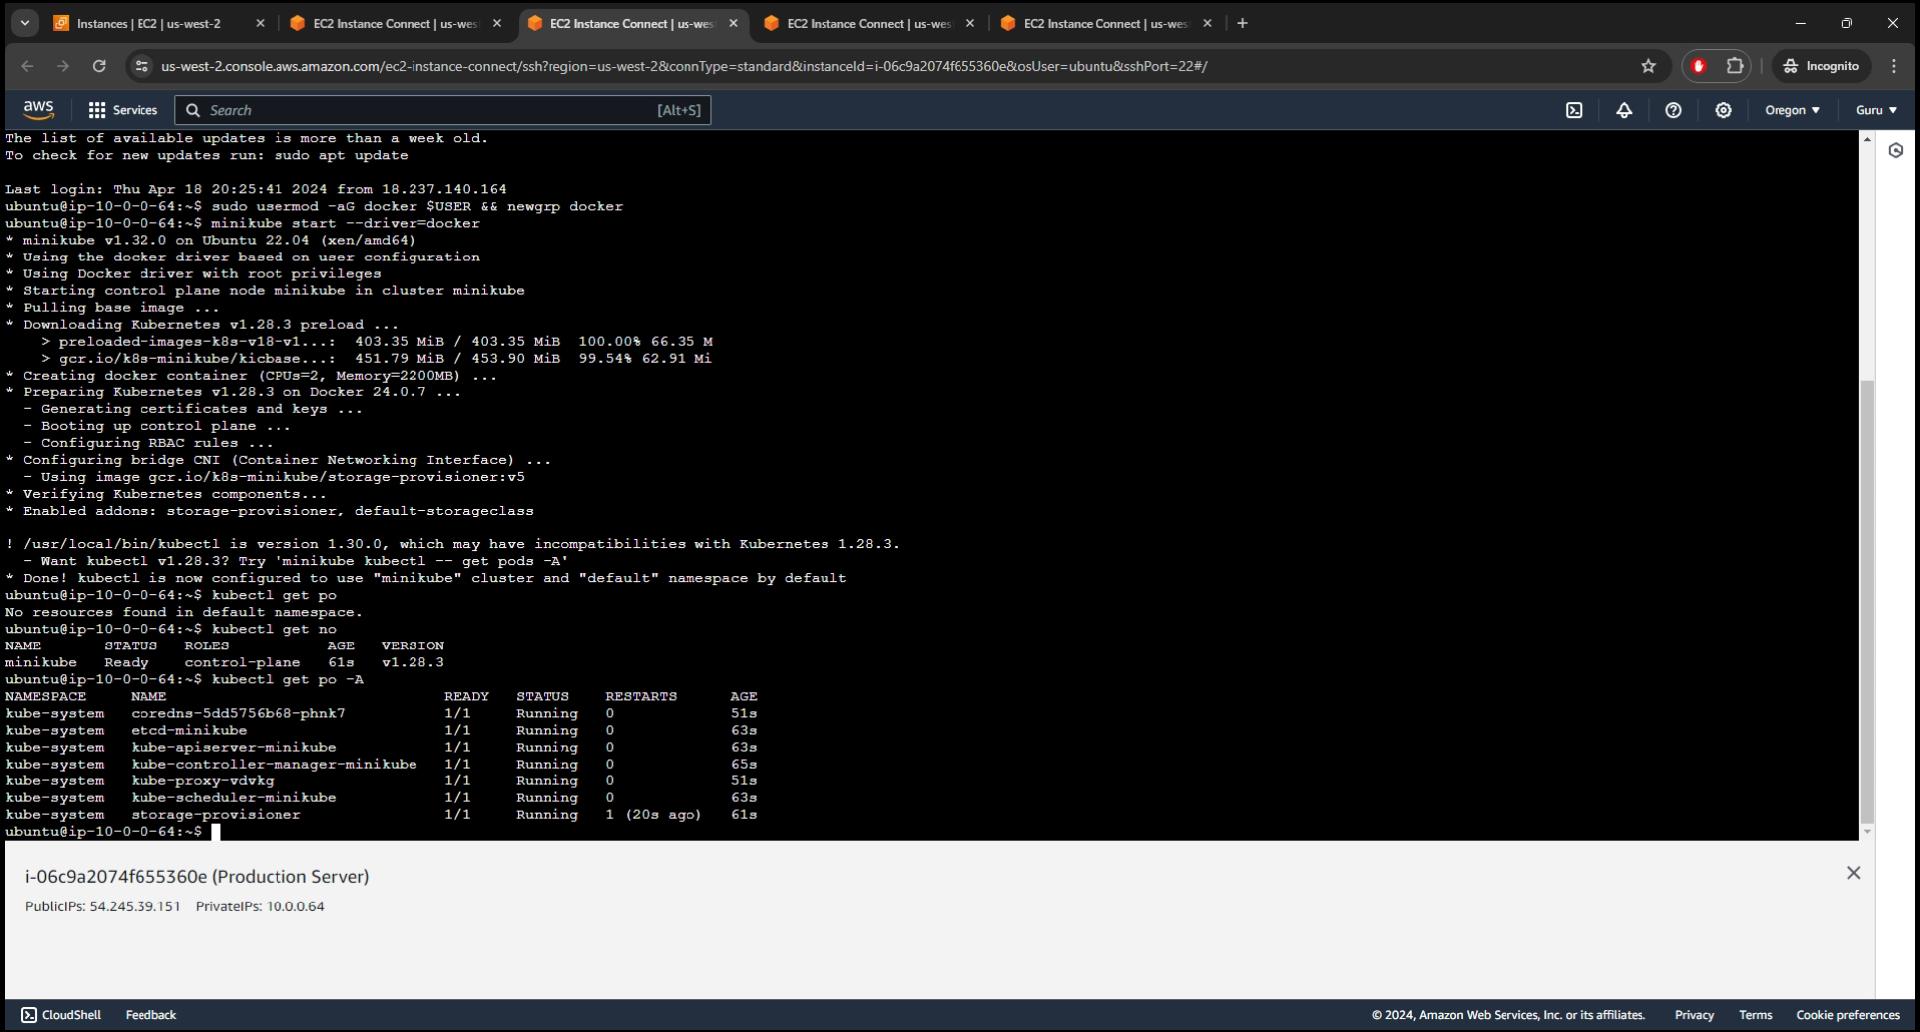 Instances | EC2 | us-west-2
EC2 Instance Connect | us-wes
EC2 Instance Connect | us-wes
EC2 Instance Connect | us-wes
EC2 Instance Connect | us-wes
us-west-2.console.aws.amazon.com/ec2-instance-connect/ssh?region=us-west-2&connType=standard&instanceId=i-06c9a2074f655360e&osUser=ubuntu&sshPort=22#/
Incognito
aws
Services
Search
[Alt+S]
Oregon
Guru
The list of available updates is more than a week old.
To check for new updates run: sudo apt update
Last login: Thu Apr 18 20:25:41 2024 from 18.237.140.164
ubuntu@ip-10-0-0-64:~$ sudo usermod -aG docker $USER && newgrp docker
ubuntu@ip-10-0-0-64:~$ minikube start --driver=docker
* minikube v1.32.0 on Ubuntu 22.04 (xen/amd64)
* Using the docker driver based on user configuration
* Using Docker driver with root privileges
* Starting control plane node minikube in cluster minikube
* Pulling base image ...
* Downloading Kubernetes v1.28.3 preload ...
> preloaded-images-k8s-v18-v1...: 403.35 MiB / 403.35 MiB 100.00% 66.35 M
> gcr.io/k8s-minikube/kicbase...: 451.79 MiB / 453.90 MiB 99.54% 62.91 Mi
* Creating docker container (CPUs=2, Memory=2200MB) ...
* Preparing Kubernetes v1.28.3 on Docker 24.0.7 ...
- Generating certificates and keys ...
- Booting up control plane ...
- Configuring RBAC rules ...
* Configuring bridge CNI (Container Networking Interface) ...
- Using image gcr.io/k8s-minikube/storage-provisioner:v5
* Verifying Kubernetes components...
* Enabled addons: storage-provisioner, default-storageclass
! /usr/local/bin/kubectl is version 1.30.0, which may have incompatibilities with Kubernetes 1.28.3.
- Want kubectl v1.28.3? Try 'minikube kubectl -- get pods -A'
* Done! kubectl is now configured to use "minikube" cluster and "default" namespace by default
ubuntu@ip-10-0-0-64:~$ kubectl get po
No resources found in default namespace.
ubuntu@ip-10-0-0-64:~$ kubectl get no
NAME STATUS ROLES AGE VERSION
minikube Ready control-plane 61s v1.28.3
ubuntu@ip-10-0-0-64:~$ kubectl get po -A
NAMESPACE NAME READY STATUS RESTARTS AGE
kube-system coredns-5dd5756b68-phnk7 1/1 Running 0 51s
kube-system etcd-minikube 1/1 Running 0 63s
kube-system kube-apiserver-minikube 1/1 Running 0 63s
kube-system kube-controller-manager-minikube 1/1 Running 0 65s
kube-system kube-proxy-vdvkg 1/1 Running 0 51s
kube-system kube-scheduler-minikube 1/1 Running 0 63s
kube-system storage-provisioner 1/1 Running 1 (20s ago) 61s
ubuntu@ip-10-0-0-64:~$
i-06c9a2074f655360e (Production Server)
PublicIPs: 54.245.39.151 PrivateIPs: 10.0.0.64
CloudShell
Feedback
© 2024, Amazon Web Services, Inc. or its affiliates.
Privacy
Terms
Cookie preferences